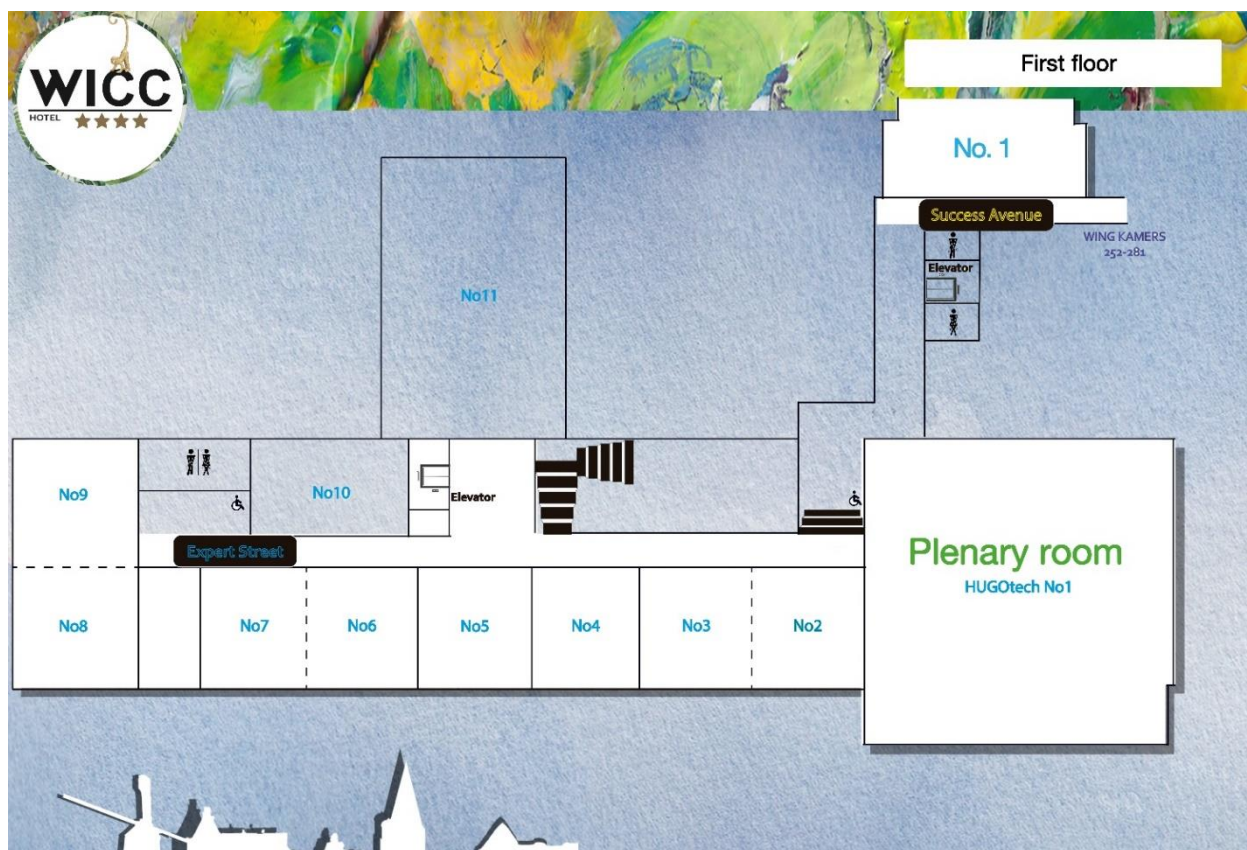 WICC
HOTEL
First floor
No. 1
Success Avenue
WING KAMERS
252-281
Elevator
No11
No9
No10
Elevator
Expert Street
Plenary room
HUGOtech No1
No8
No7
No6
No5
No4
No3
No2